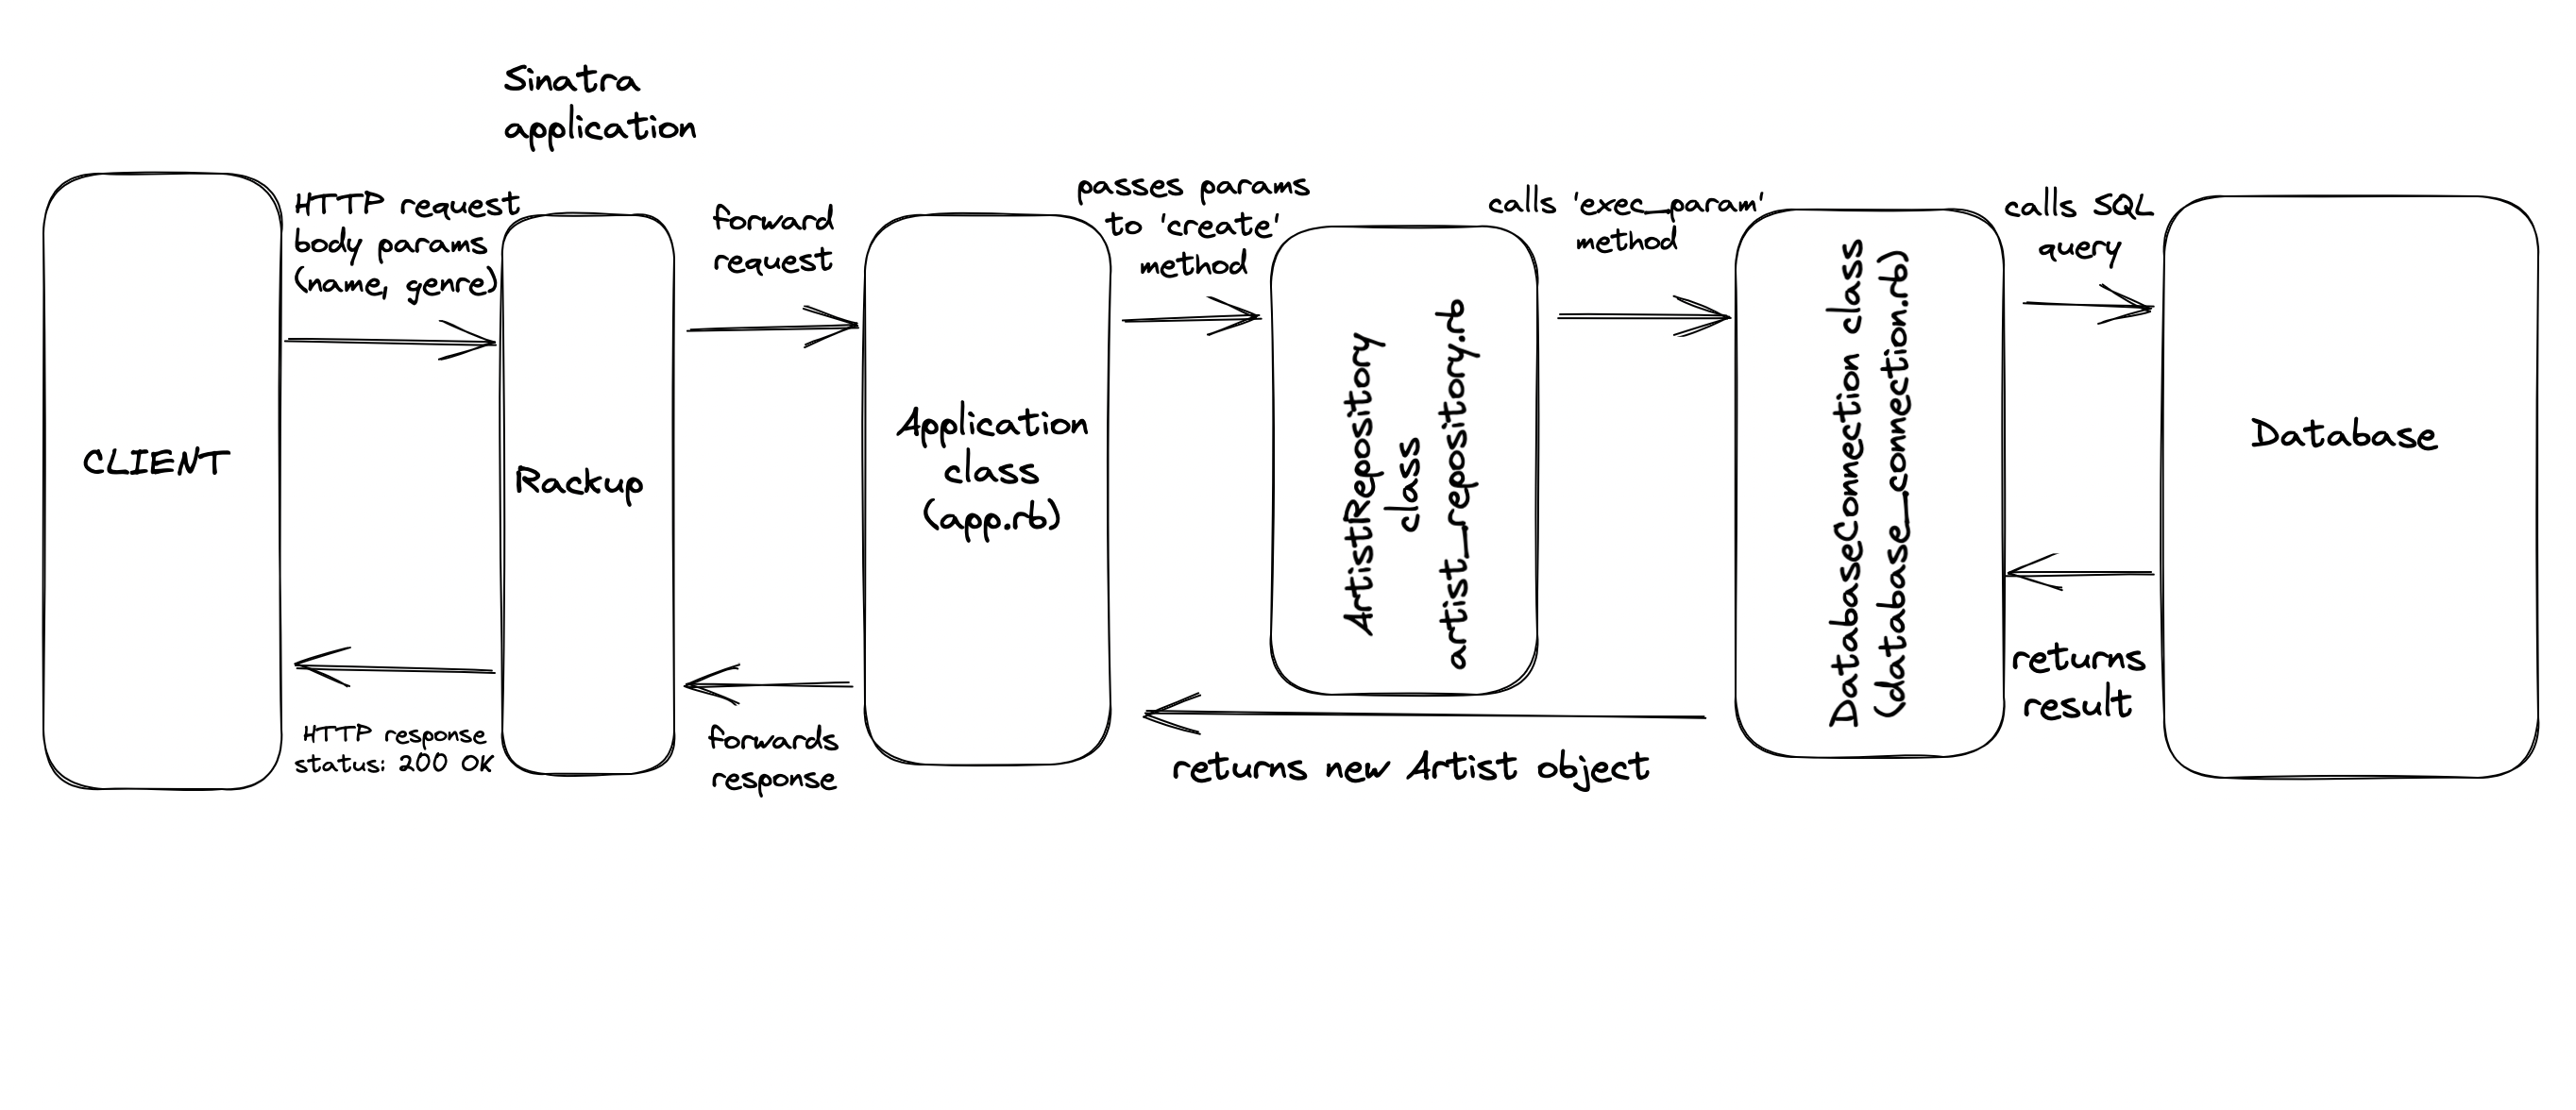 Sinatra
application
CLIENT
HTTP request
body params
(name, genre)
Rackup
forward
request
Application
class
(app.rb)
passes params
to 'create'
method
ArtistRepository
class
artist_repository.rb
calls 'exec_param'
method
DatabaseConnection class
(database_connection.rb)
calls SQL
query
Database
returns
result
returns new Artist object
forwards
response
HTTP response
status: 200 OK